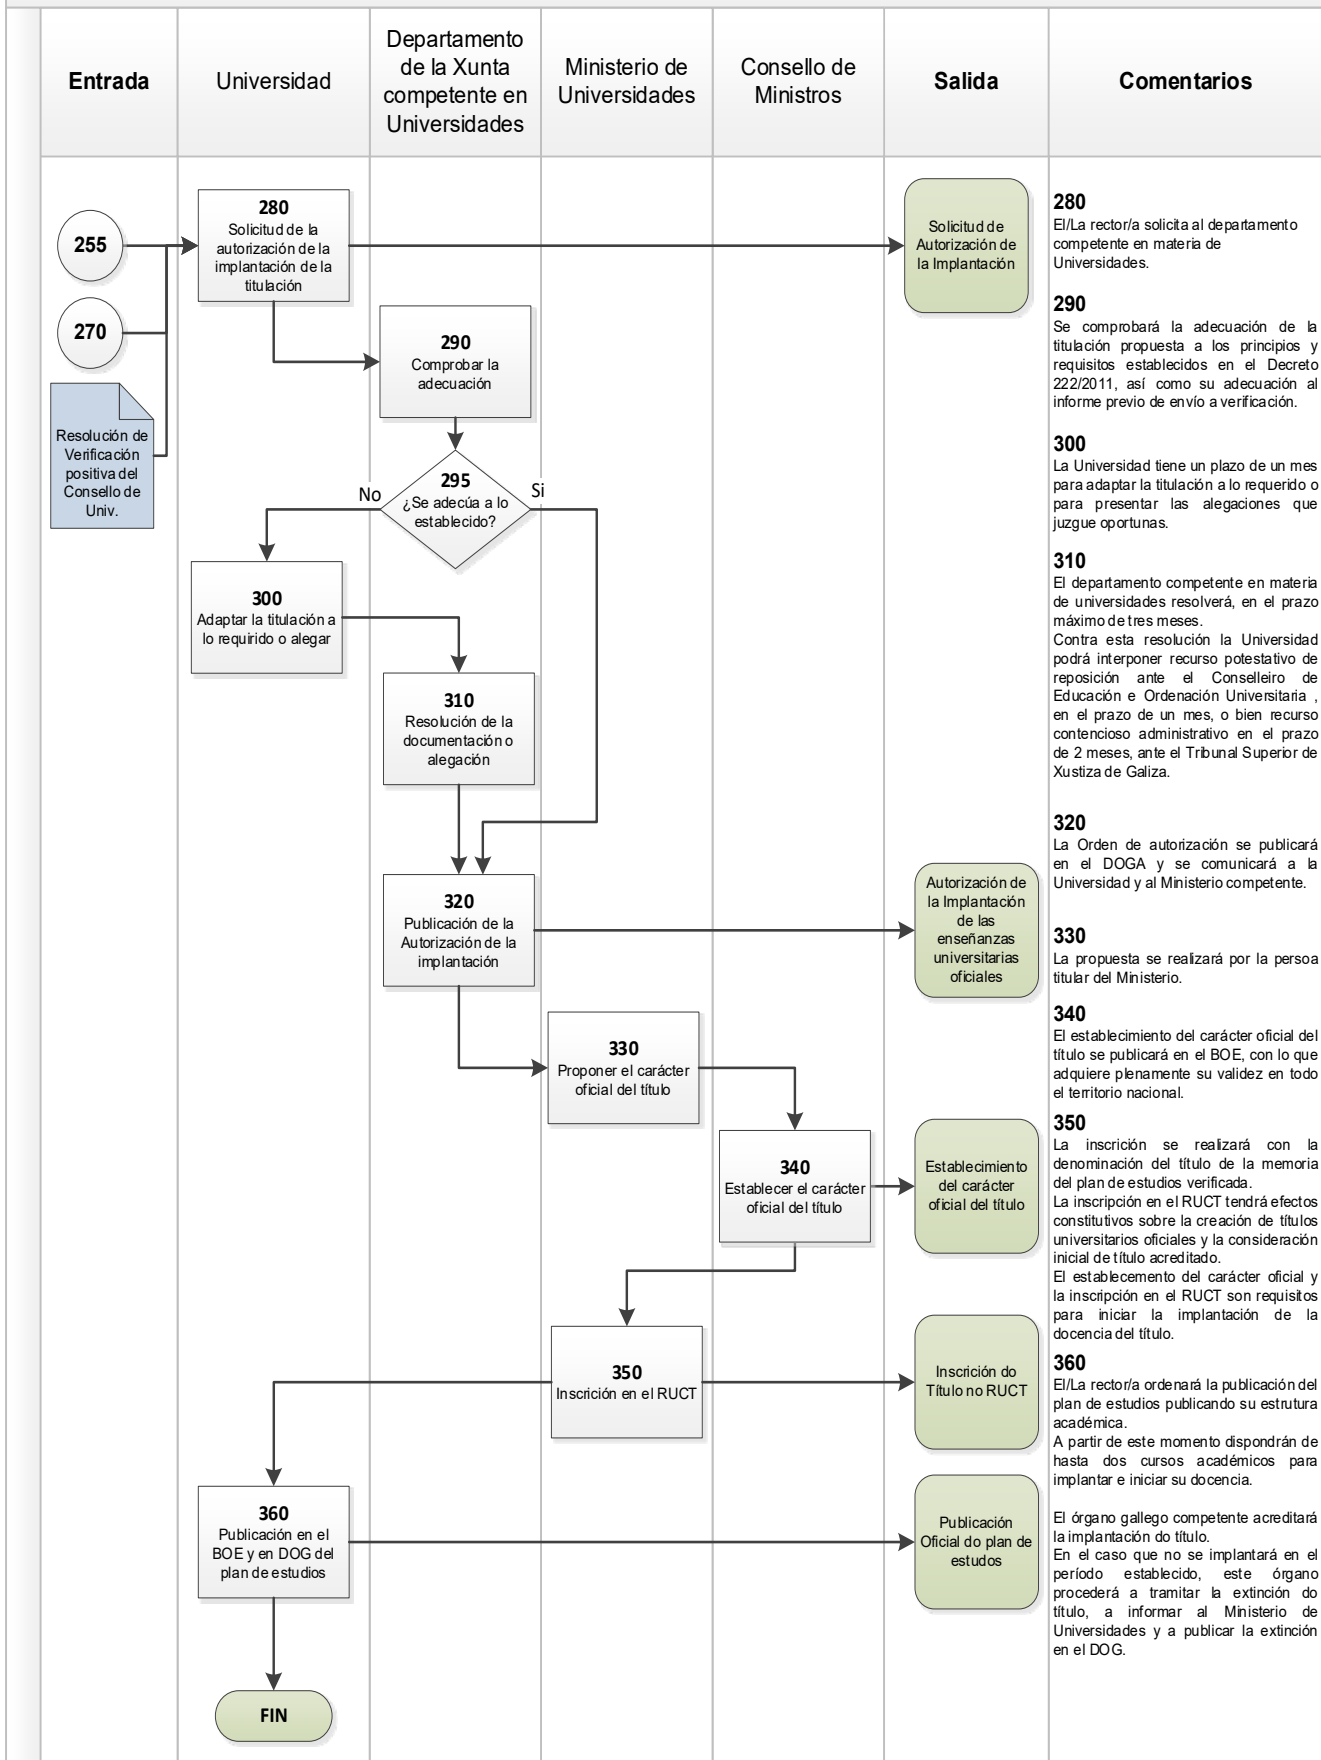 Entrada
Universidad
Departamento
de la Xunta
competente en
Universidades
Ministerio de
Universidades
Consello de
Ministros
Salida
Comentarios
255
270
Resolución de
Verificación
positiva del
Consello de
Univ.
280
Solicitud de la
autorización de la
implantación de la
titulación
Solicitud de
Autorización de
la Implantación
290
Comprobar la
adecuación
295
¿Se adecúa a lo
establecido?
No
Si
300
Adaptar la titulación a
lo requirido o alegar
310
Resolución de la
documentación o
alegación
320
Publicación de la
Autorización de la
implantación
Autorización de
la Implantación
de las
enseñanzas
universitarias
oficiales
330
Proponer el carácter
oficial del título
340
Establecer el carácter
oficial del título
Establecimiento
del carácter
oficial del título
350
Inscrición en el RUCT
Inscrición do
Título no RUCT
360
Publicación en el
BOE y en DOG del
plan de estudios
Publicación
Oficial do plan de
estudos
FIN
280
El/La rector/a solicita al departamento
competente en materia de
Universidades.
290
Se comprobará la adecuación de la
titulación propuesta a los principios y
requisitos establecidos en el Decreto
222/2011, así como su adecuación al
informe previo de envío a verificación.
300
La Universidad tiene un plazo de un mes
para adaptar la titulación a lo requerido o
para presentar las alegaciones que
juzgue oportunas.
310
El departamento competente en materia
de universidades resolverá, en el prazo
máximo de tres meses.
Contra esta resolución la Universidad
podrá interponer recurso potestativo de
reposición ante el Conselleiro de
Educación e Ordenación Universitaria ,
en el prazo de un mes, o bien recurso
contencioso administrativo en el prazo
de 2 meses, ante el Tribunal Superior de
Xustiza de Galiza.
320
La Orden de autorización se publicará
en el DOGA y se comunicará a la
Universidad y al Ministerio competente.
330
La propuesta se realizará por la persoa
titular del Ministerio.
340
El establecimiento del carácter oficial del
título se publicará en el BOE, con lo que
adquiere plenamente su validez en todo
el territorio nacional.
350
La inscrición se realizará con la
denominación del título de la memoria
del plan de estudios verificada.
La inscripción en el RUCT tendrá efectos
constitutivos sobre la creación de títulos
universitarios oficiales y la consideración
inicial de título acreditado.
El establecemento del carácter oficial y
la inscripción en el RUCT son requisitos
para iniciar la implantación de la
docencia del título.
360
El/La rector/a ordenará la publicación del
plan de estudios publicando su estrutura
académica.
A partir de este momento dispondrán de
hasta dos cursos académicos para
implantar e iniciar su docencia.
El órgano gallego competente acreditará
la implantación do título.
En el caso que no se implantará en el
período establecido, este órgano
procederá a tramitar la extinción do
título, a informar al Ministerio de
Universidades y a publicar la extinción
en el DOG.